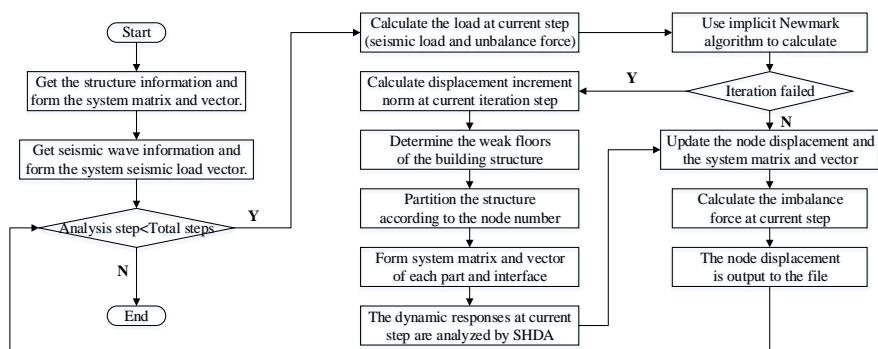 Start
Get the structure information and
form the system matrix and vector.
Get seismic wave information and
form the system seismic load vector.
Analysis step<Total steps
Y
N
End
Calculate the load at current step
(seismic load and unbalance force)
Use implicit Newmark
algorithm to calculate
Iteration failed
Y
N
Calculate displacement increment
norm at current iteration step
Determine the weak floors
of the building structure
Partition the structure
according to the node number
Form system matrix and vector
of each part and interface
The dynamic responses at current
step are analyzed by SHDA
Update the node displacement and
the system matrix and vector
Calculate the imbalance
force at current step
The node displacement
is output to the file